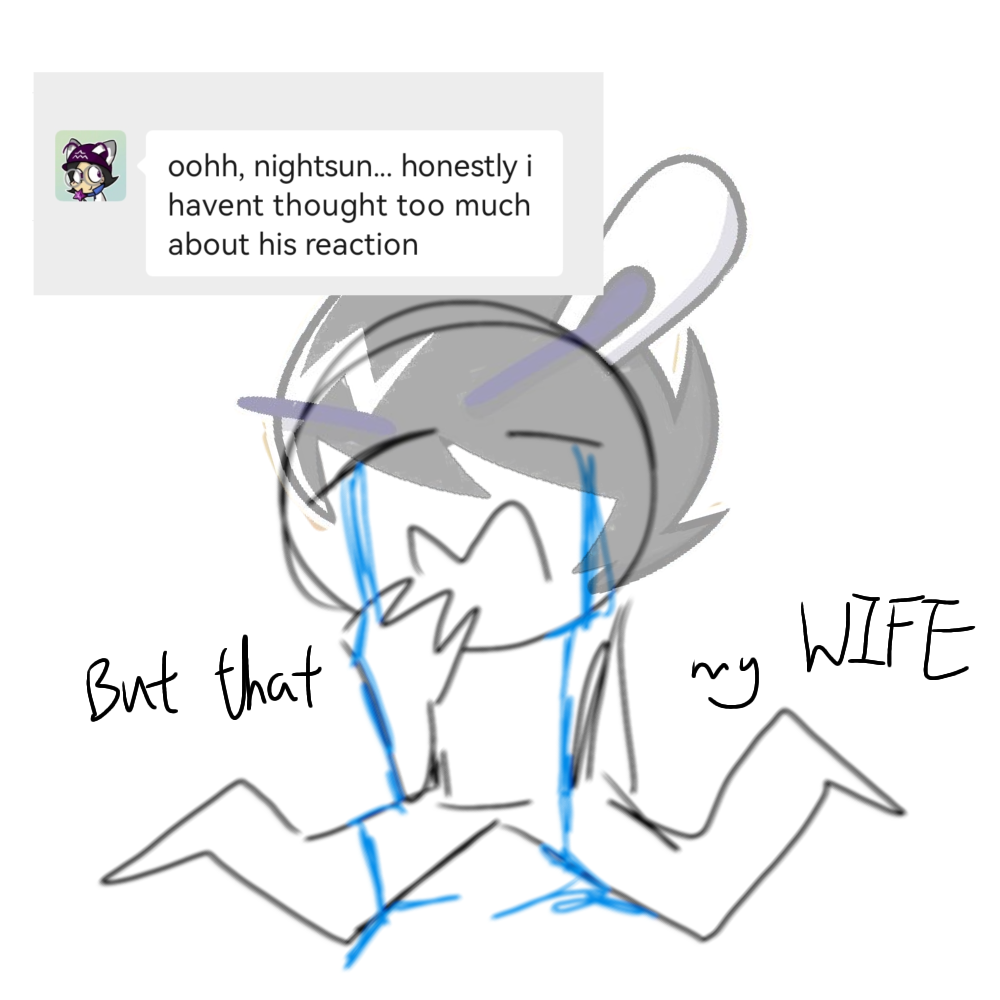 oohh, nightsun... honestly i
havent thought too much
about his reaction
But that my WIFE